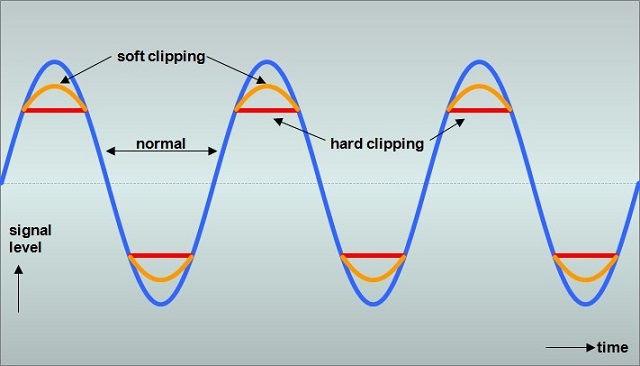 soft clipping
normal
hard clipping
signal
level
time